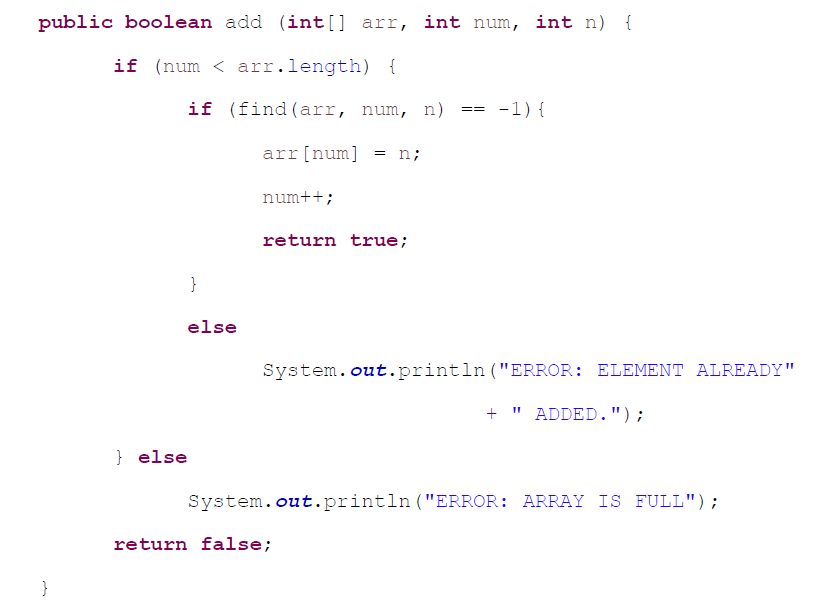 public boolean add (int[] arr, int num, int n) {
if (num < arr.length) {
if (find(arr, num, n) == -1){
arr[num] = n;
num++;
return true;
}
else
System.out.println("ERROR: ELEMENT ALREADY"
+ " ADDED.");
} else
System.out.println("ERROR: ARRAY IS FULL");
return false;
}